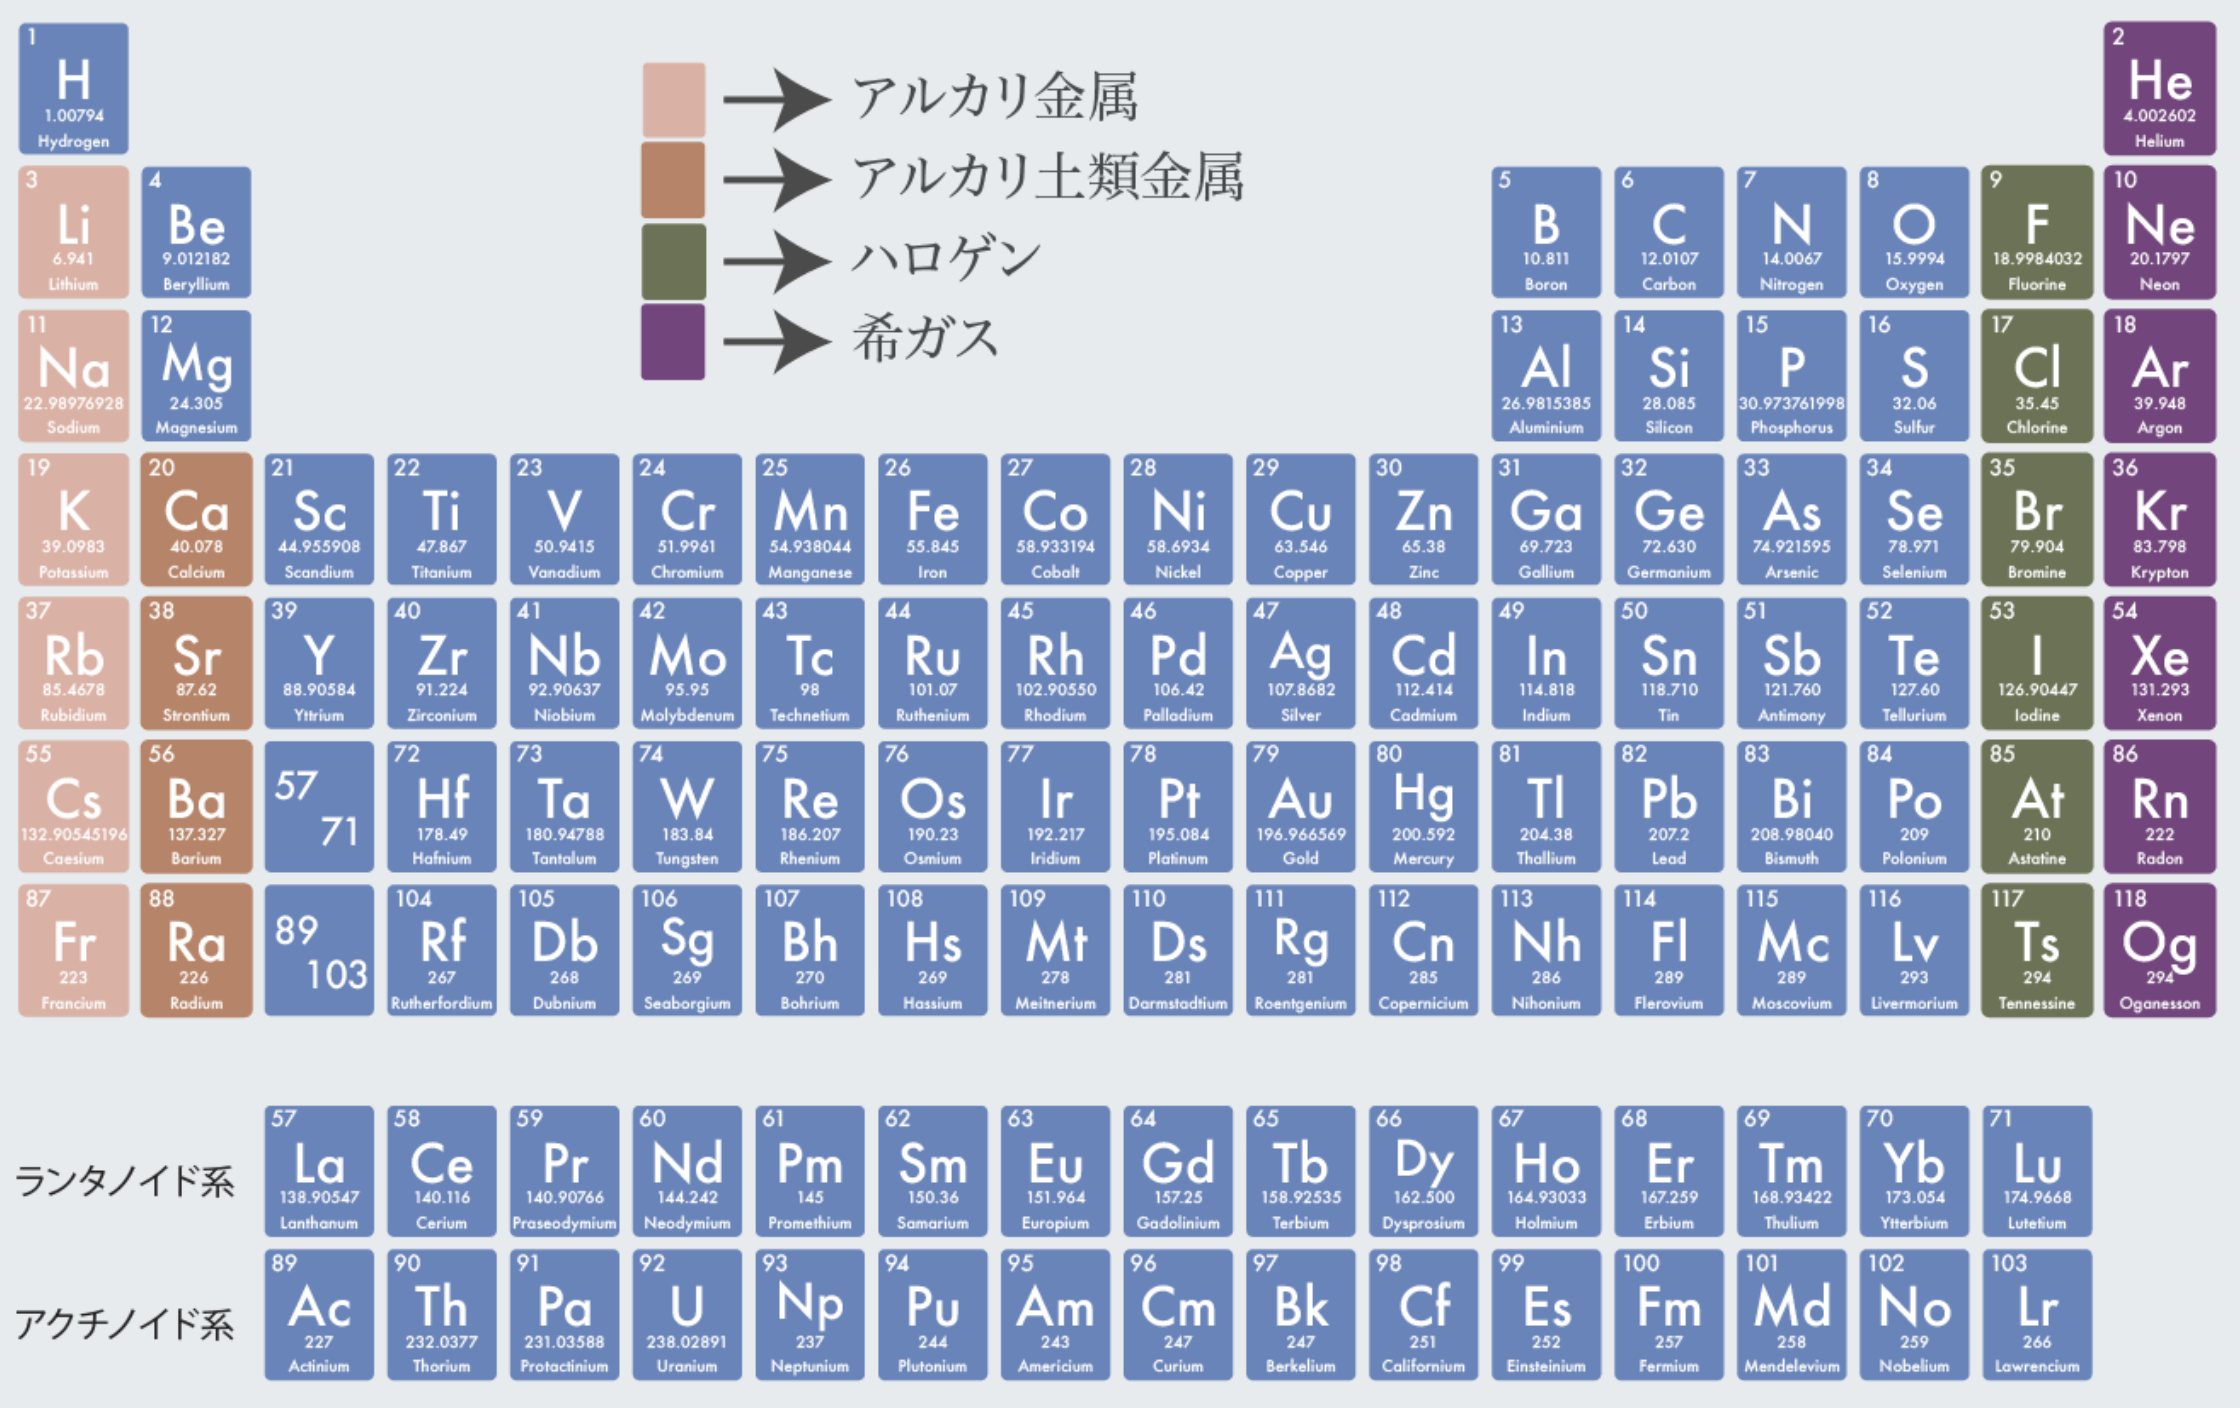 1 2
H He
1.00794 4.002602
Hydrogen Helium
アルカリ金属
アルカリ土類金属
ハロゲン
希ガス
3 4 5 6 7 8 9 10
Li Be B C N O F Ne
6.941 9.012182 10.811 12.0107 14.0067 15.9994 18.9984032 20.1797
Lithium Beryllium Boron Carbon Nitrogen Oxygen Fluorine Neon
11 12 13 14 15 16 17 18
Na Mg Al Si P S Cl Ar
22.98976928 24.305 26.9815385 28.085 30.973761998 32.06 35.45 39.948
Sodium Magnesium Aluminium Silicon Phosphorus Sulfur Chlorine Argon
19 20 21 22 23 24 25 26 27 28 29 30 31 32 33 34 35 36
K Ca Sc Ti V Cr Mn Fe Co Ni Cu Zn Ga Ge As Se Br Kr
39.0983 40.078 44.955908 47.867 50.9415 51.9961 54.938044 55.845 58.933194 58.6934 63.546 65.38 69.723 72.630 74.921595 78.971 79.904 83.798
Potassium Calcium Scandium Titanium Vanadium Chromium Manganese Iron Cobalt Nickel Copper Zinc Gallium Germanium Arsenic Selenium Bromine Krypton
37 38 39 40 41 42 43 44 45 46 47 48 49 50 51 52 53 54
Rb Sr Y Zr Nb Mo Tc Ru Rh Pd Ag Cd In Sn Sb Te I Xe
85.4678 87.62 88.90584 91.224 92.90637 95.95 98 101.07 102.90550 106.42 107.8682 112.414 114.818 118.710 121.760 127.60 126.90447 131.293
Rubidium Strontium Yttrium Zirconium Niobium Molybdenum Technetium Ruthenium Rhodium Palladium Silver Cadmium Indium Tin Antimony Tellurium Iodine Xenon
55 56 57 71 72 73 74 75 76 77 78 79 80 81 82 83 84 85 86
Cs Ba Hf Ta W Re Os Ir Pt Au Hg Tl Pb Bi Po At Rn
132.90545196 137.327 178.49 180.94788 183.84 186.207 190.23 192.217 195.084 196.966569 200.592 204.38 207.2 208.98040 209 210 222
Caesium Barium Hafnium Tantalum Tungsten Rhenium Osmium Iridium Platinum Gold Mercury Thallium Lead Bismuth Polonium Astatine Radon
87 88 89 103 104 105 106 107 108 109 110 111 112 113 114 115 116 117 118
Fr Ra Rf Db Sg Bh Hs Mt Ds Rg Cn Nh Fl Mc Lv Ts Og
223 226 267 268 269 270 269 278 281 281 285 286 289 289 293 294 294
Francium Radium Rutherfordium Dubnium Seaborgium Bohrium Hassium Meitnerium Darmstadtium Roentgenium Copernicium Nihonium Flerovium Moscovium Livermorium Tennessine Oganesson
57 58 59 60 61 62 63 64 65 66 67 68 69 70 71
ランタノイド系 La Ce Pr Nd Pm Sm Eu Gd Tb Dy Ho Er Tm Yb Lu
138.90547 140.116 140.90766 144.242 145 150.36 151.964 157.25 158.92535 162.500 164.93033 167.259 168.93422 173.054 174.9668
Lanthanum Cerium Praseodymium Neodymium Promethium Samarium Europium Gadolinium Terbium Dysprosium Holmium Erbium Thulium Ytterbium Lutetium
89 90 91 92 93 94 95 96 97 98 99 100 101 102 103
アクチノイド系 Ac Th Pa U Np Pu Am Cm Bk Cf Es Fm Md No Lr
227 232.0377 231.03588 238.02891 237 244 243 247 247 251 252 257 258 259 266
Actinium Thorium Protactinium Uranium Neptunium Plutonium Americium Curium Berkelium Californium Einsteinium Fermium Mendelevium Nobelium Lawrencium